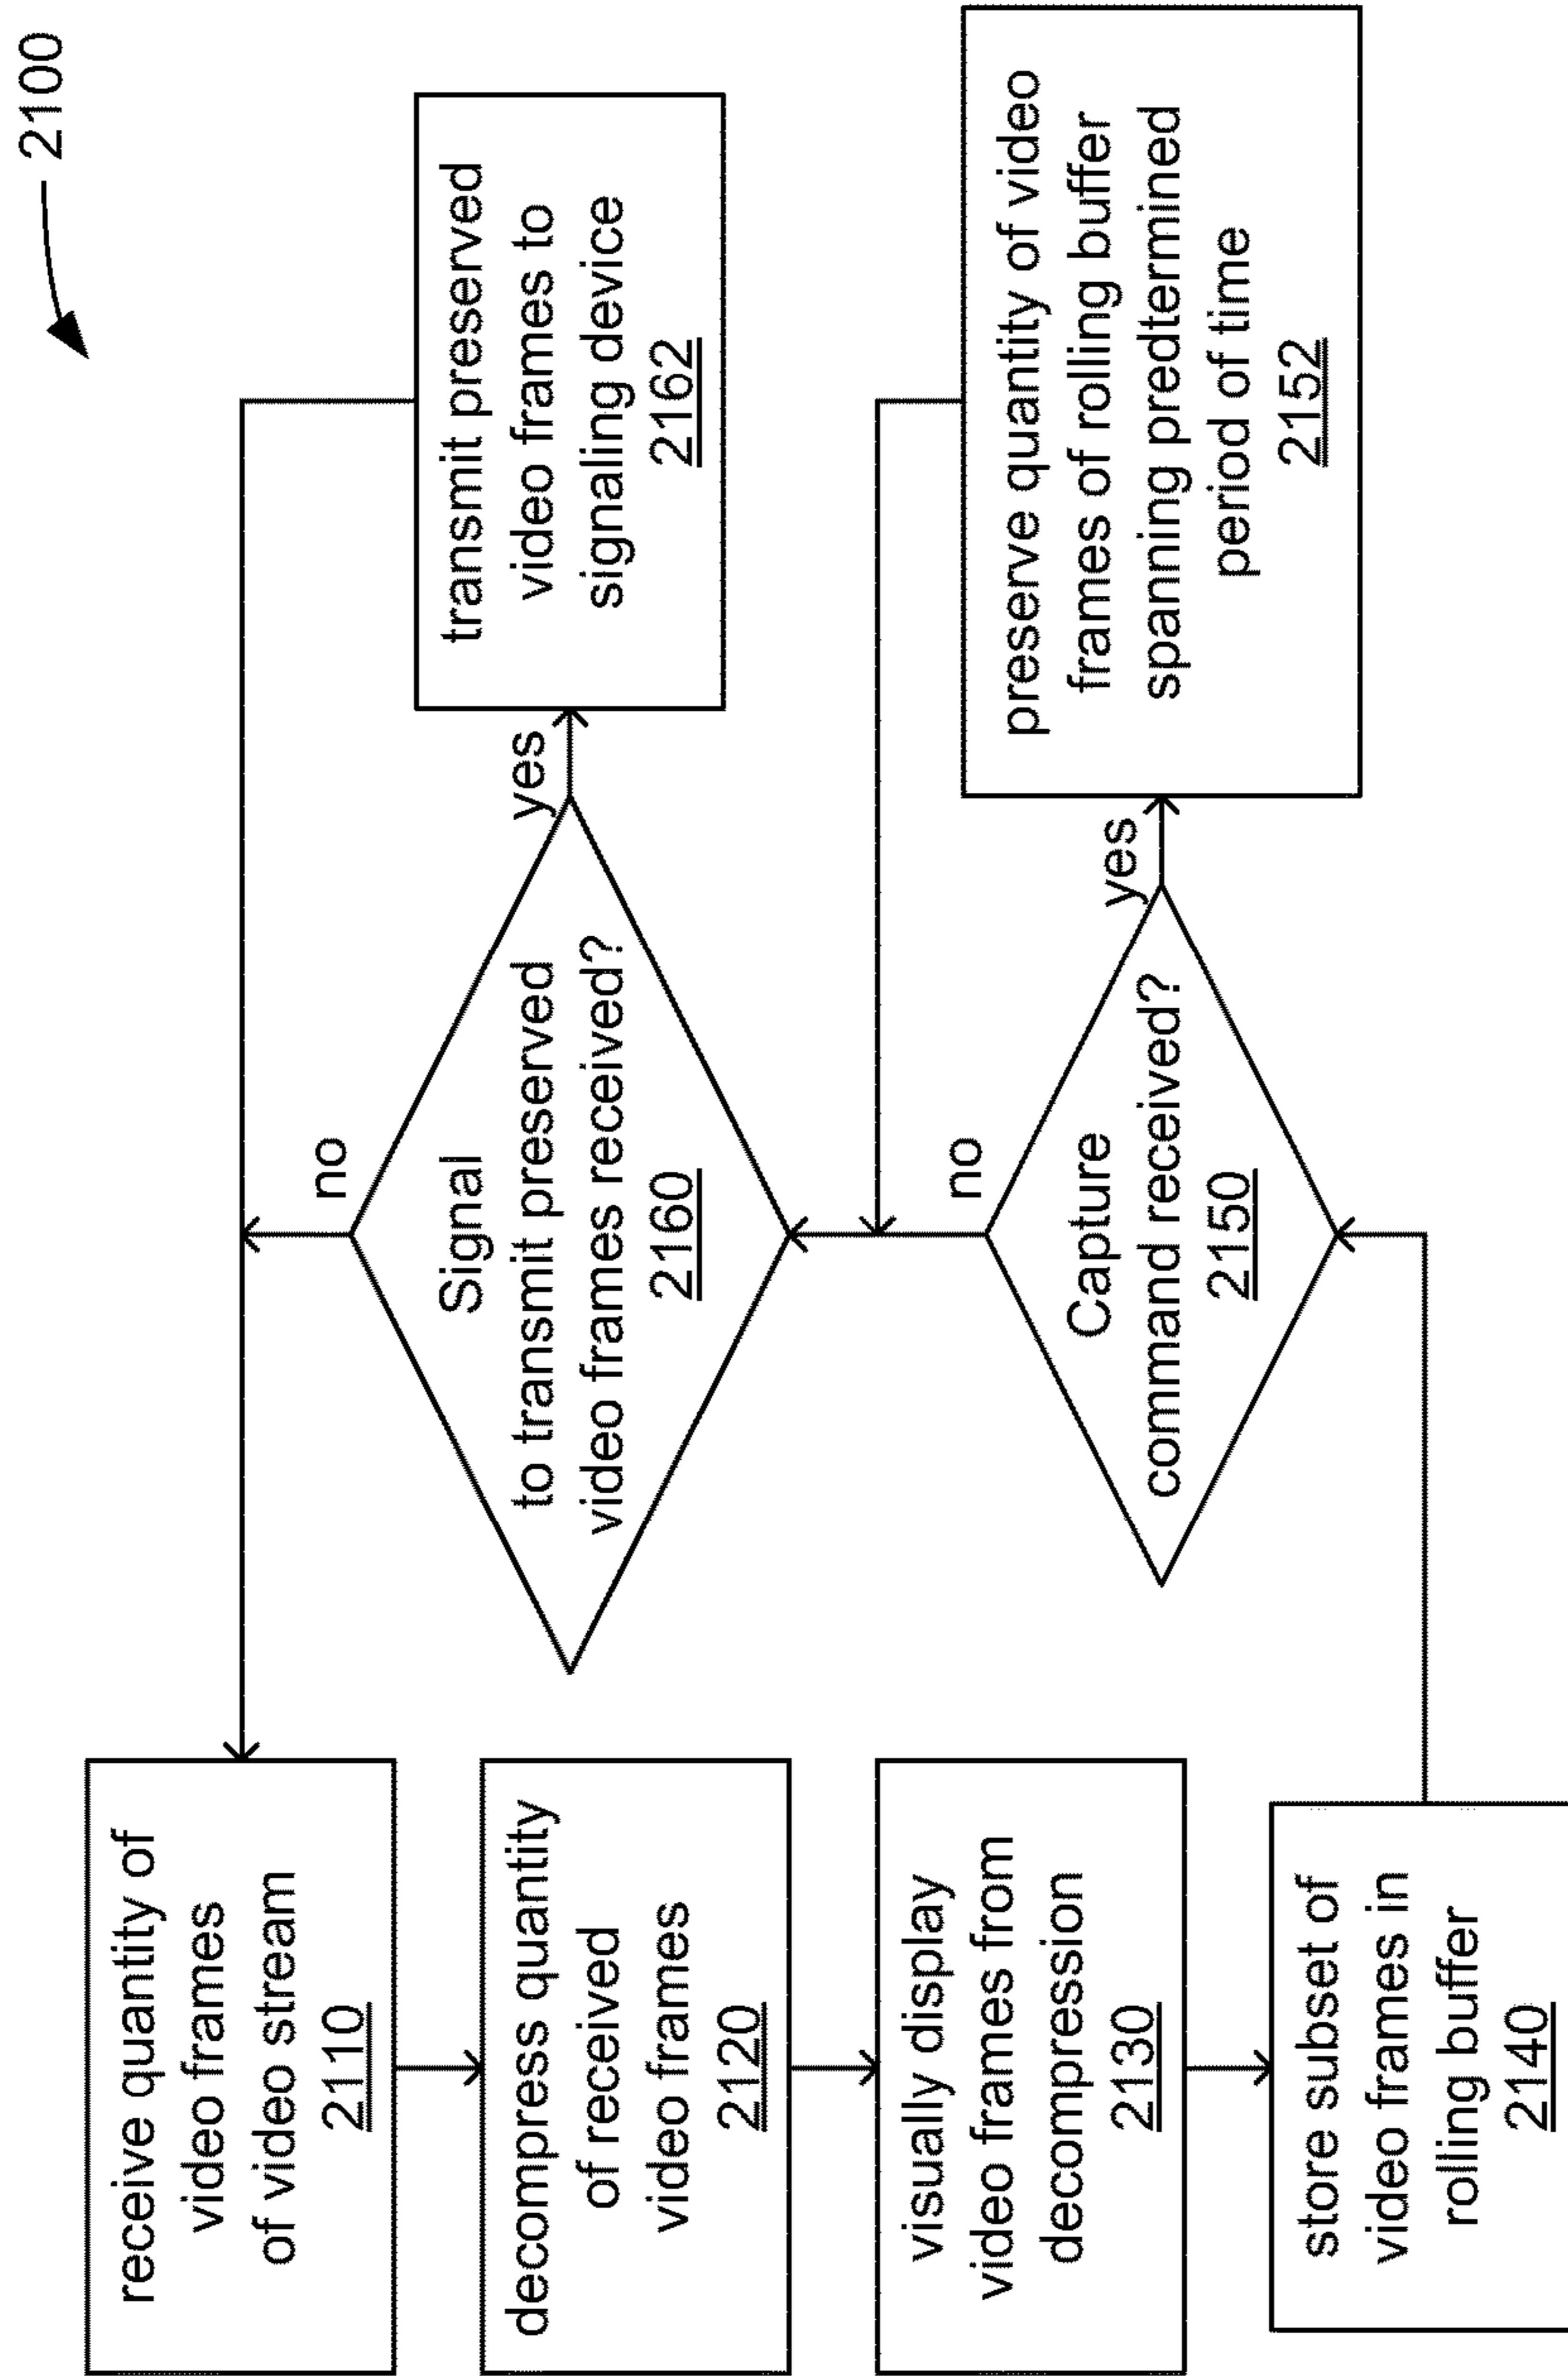 2100
receive quantity of
video frames
of video stream
2110
decompress quantity
of received
video frames
2120
visually display
video frames from
decompression
2130
store subset of
video frames in
rolling buffer
2140
Capture
command received?
2150
yes
no
preserve quantity of video
frames of rolling buffer
spanning predtermined
period of time
2152
Signal
to transmit preserved
video frames received?
2160
yes
no
transmit preserved
video frames to
signaling device
2162